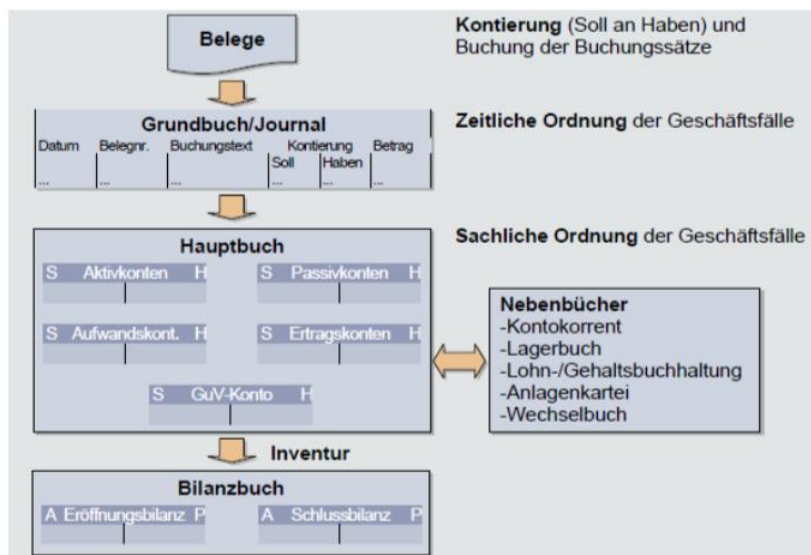 Belege
Kontierung (Soll an Haben) und
Buchung der Buchungssätze
Grundbuch/Journal
Datum Belegnr. Buchungstext Kontierung Betrag
Soll Haben
... ... ... ... ... ...
Zeitliche Ordnung der Geschäftsfälle
Hauptbuch
S Aktivkonten H S Passivkonten H
S Aufwandskont. H S Ertragskonten H
S GuV-Konto H
Sachliche Ordnung der Geschäftsfälle
Nebenbücher
-Kontokorrent
-Lagerbuch
-Lohn-/Gehaltsbuchhaltung
-Anlagenkartei
-Wechselbuch
Inventur
Bilanzbuch
A Eröffnungsbilanz P A Schlussbilanz P